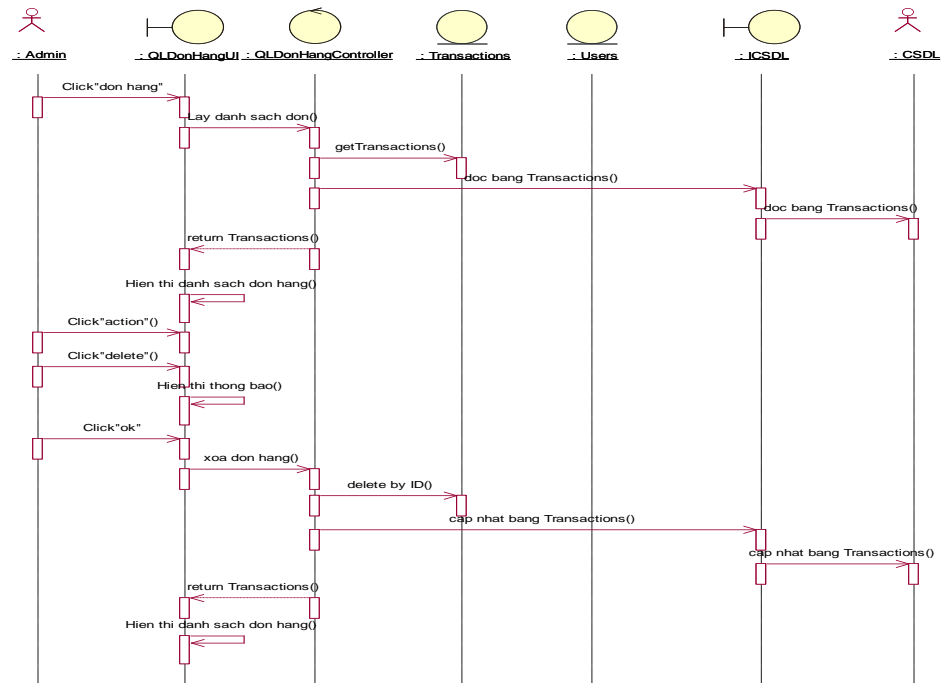 : Admin
: QLDonHangUI
: QLDonHangController
: Transactions
: Users
: ICSDL
: CSDL
Click"don hang"
Lay danh sach don()
getTransactions()
doc bang Transactions()
doc bang Transactions()
return Transactions()
Hien thi danh sach don hang()
Click"action"()
Click"delete"()
Hien thi thong bao()
Click"ok"
xoa don hang()
delete by ID()
cap nhat bang Transactions()
cap nhat bang Transactions()
return Transactions()
Hien thi danh sach don hang()